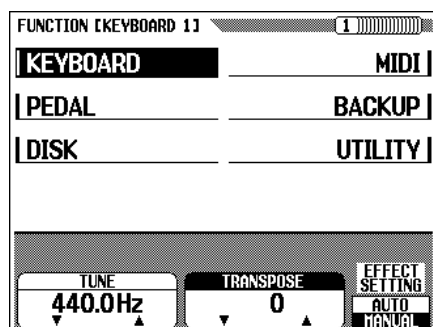 FUNCTION [KEYBOARD 1] 1
KEYBOARD MIDI
PEDAL BACKUP
DISK UTILITY
TUNE TRANSPOSE EFFECT SETTING
440.0Hz 0 AUTO
MANUAL